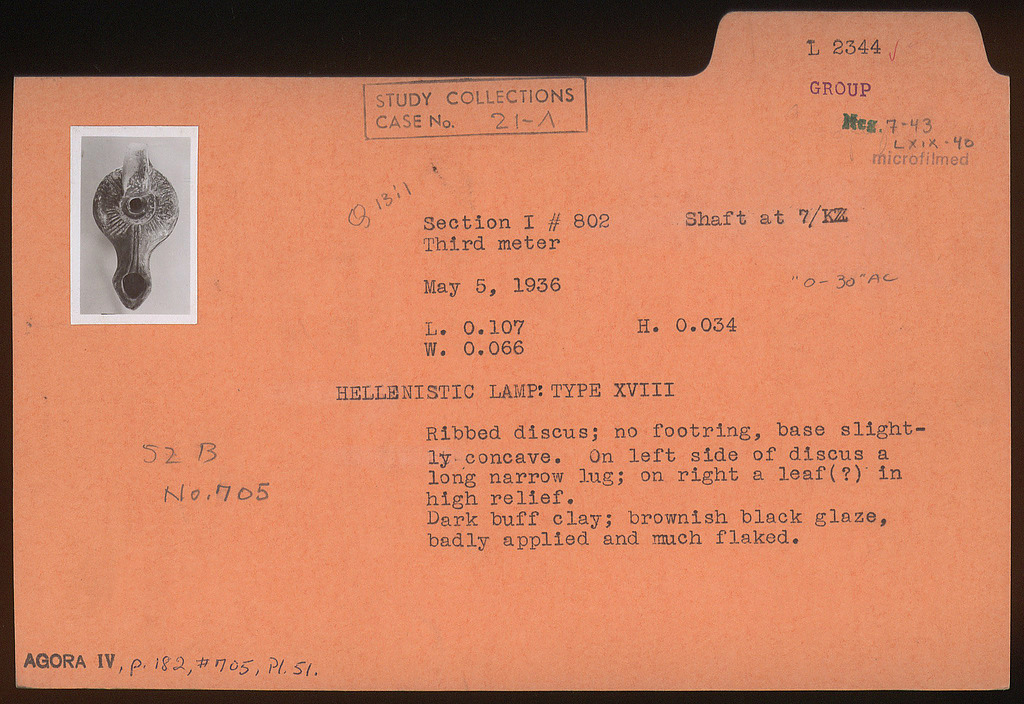 L 2344 ✓
GROUP
Neg. 7-43
LXIX-40
microfilmed
STUDY COLLECTIONS
CASE No. 21-Λ
Q 13:1
Section I # 802 Shaft at 7/KZ
Third meter
May 5, 1936 "0-30" AC
L. 0.107 H. 0.034
W. 0.066
HELLENISTIC LAMP: TYPE XVIII
Ribbed discus; no footring, base slight-
ly concave. On left side of discus a
long narrow lug; on right a leaf(?) in
high relief.
Dark buff clay; brownish black glaze,
badly applied and much flaked.
52 B
No. 705
AGORA IV, p. 182, #705, Pl. 51.